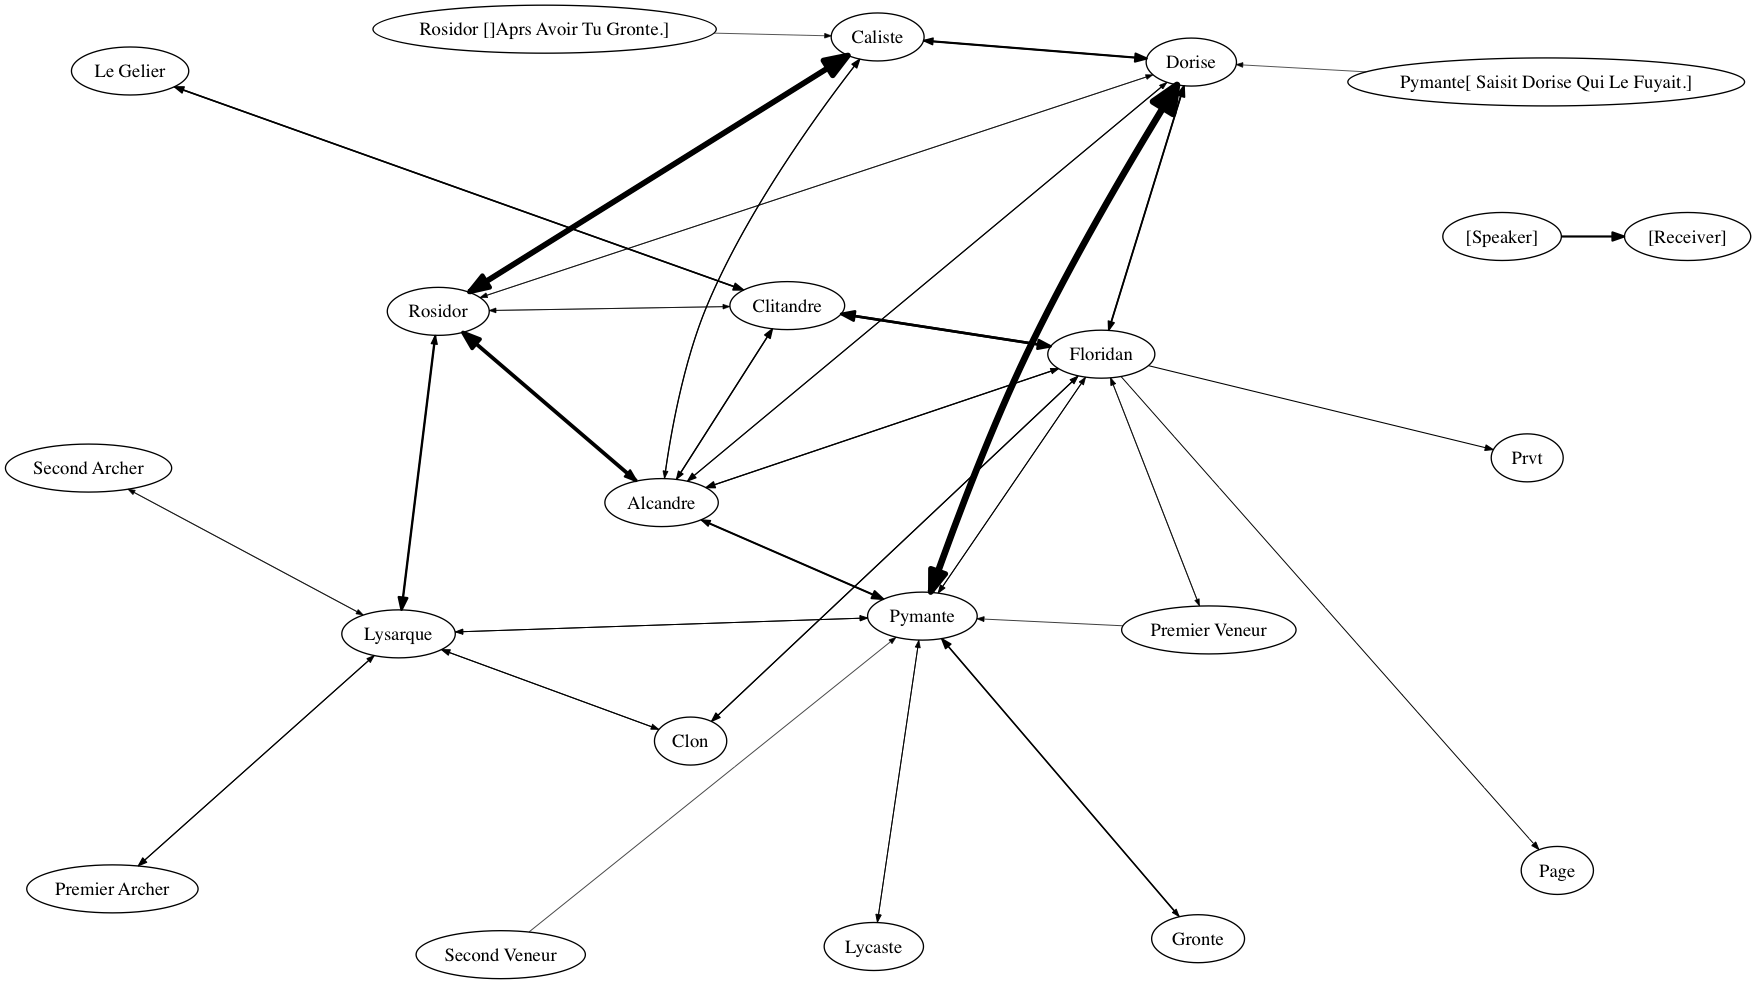 Rosidor []Aprs Avoir Tu Gronte.]
Caliste
Dorise
Le Gelier
Pymante[ Saisit Dorise Qui Le Fuyait.]
[Speaker]
[Receiver]
Rosidor
Clitandre
Floridan
Second Archer
Prvt
Alcandre
Lysarque
Pymante
Premier Veneur
Clon
Premier Archer
Page
Second Veneur
Lycaste
Gronte